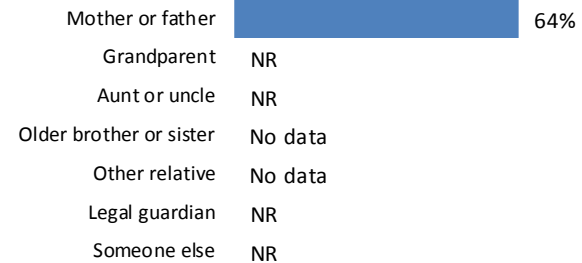 Mother or father 64%
Grandparent NR
Aunt or uncle NR
Older brother or sister No data
Other relative No data
Legal guardian NR
Someone else NR